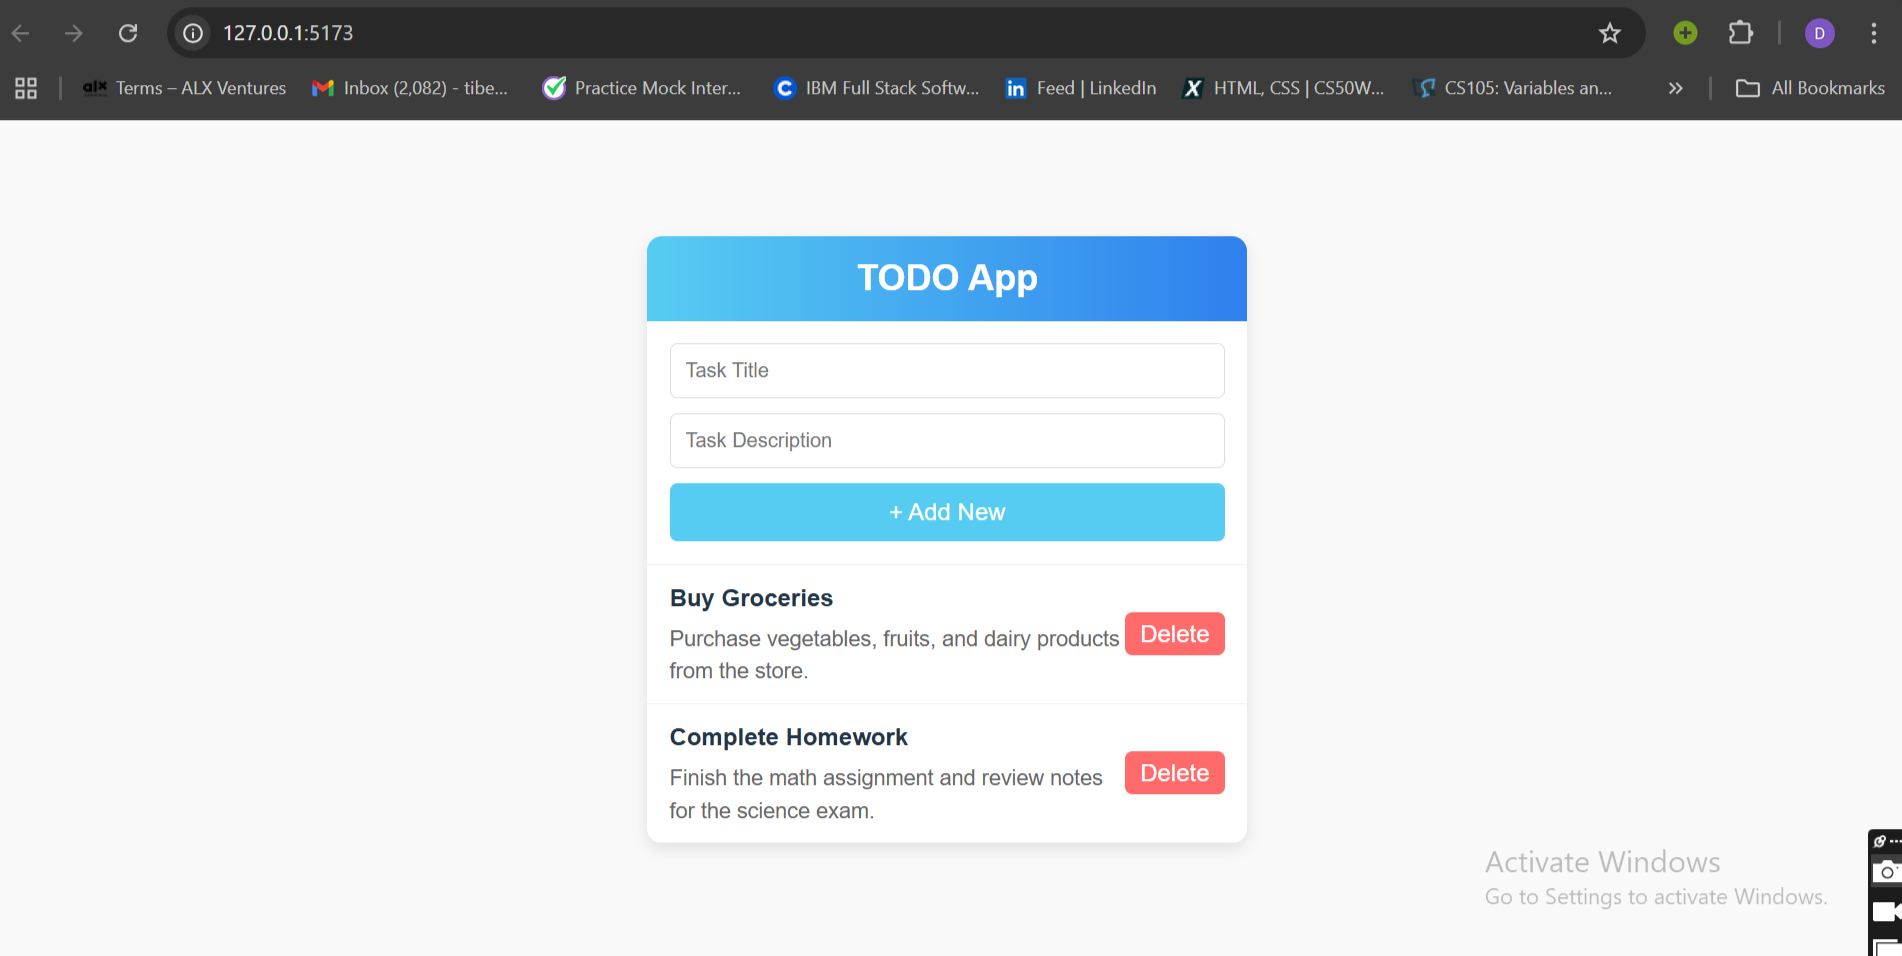 127.0.0.1:5173
D
alx
Terms – ALX Ventures
Inbox (2,082) - tibe...
Practice Mock Inter...
IBM Full Stack Softw...
Feed | LinkedIn
HTML, CSS | CS50W...
CS105: Variables an...
All Bookmarks
TODO App
Task Title
Task Description
+ Add New
Buy Groceries
Purchase vegetables, fruits, and dairy products
from the store.
Delete
Complete Homework
Finish the math assignment and review notes
for the science exam.
Delete
Activate Windows
Go to Settings to activate Windows.